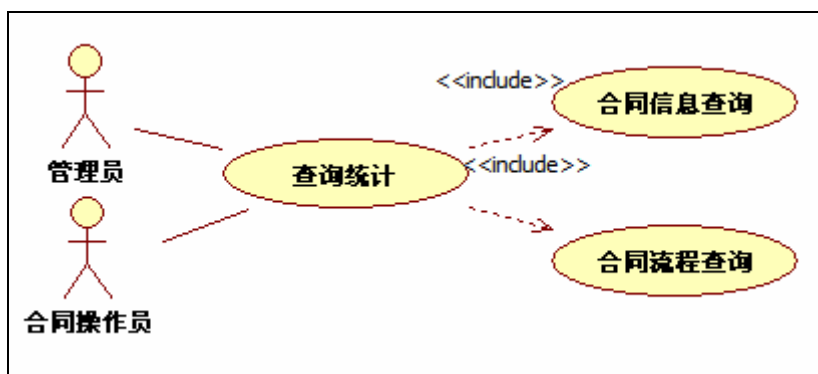 <<include>>
合同信息查询
管理员
查询统计
<<include>>
合同流程查询
合同操作员